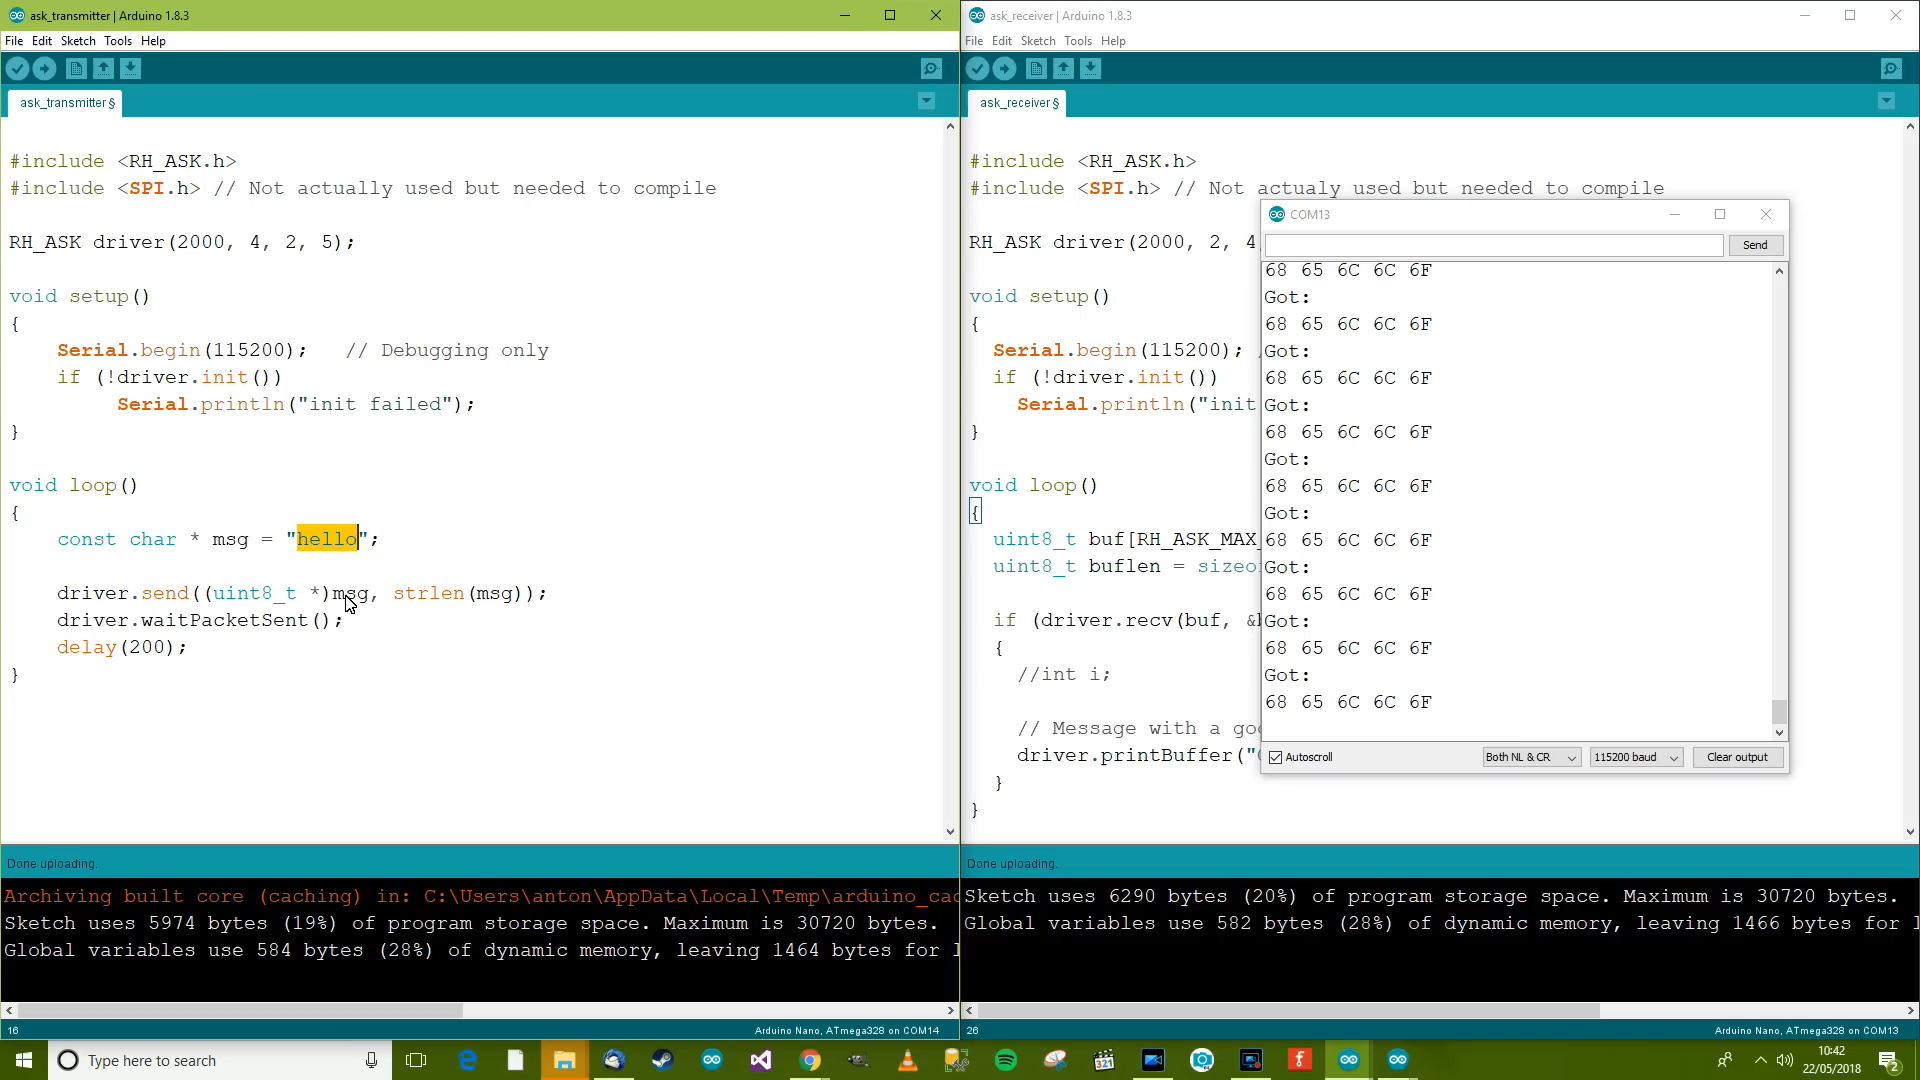 ask_transmitter | Arduino 1.8.3
File Edit Sketch Tools Help
ask_transmitter §
#include <RH_ASK.h>
#include <SPI.h> // Not actually used but needed to compile
RH_ASK driver(2000, 4, 2, 5);
void setup()
{
Serial.begin(115200); // Debugging only
if (!driver.init())
Serial.println("init failed");
}
void loop()
{
const char * msg = "hello";
driver.send((uint8_t *)msg, strlen(msg));
driver.waitPacketSent();
delay(200);
}
Done uploading.
Archiving built core (caching) in: C:\Users\anton\AppData\Local\Temp\arduino_cac
Sketch uses 5974 bytes (19%) of program storage space. Maximum is 30720 bytes.
Global variables use 584 bytes (28%) of dynamic memory, leaving 1464 bytes for l
16
Arduino Nano, ATmega328 on COM14
ask_receiver | Arduino 1.8.3
File Edit Sketch Tools Help
ask_receiver §
#include <RH_ASK.h>
#include <SPI.h> // Not actualy used but needed to compile
RH_ASK driver(2000, 2, 4
void setup()
{
Serial.begin(115200); /
if (!driver.init())
Serial.println("init
}
void loop()
{
uint8_t buf[RH_ASK_MAX_
uint8_t buflen = sizeo
if (driver.recv(buf, &
{
//int i;
// Message with a goo
driver.printBuffer("G
}
}
COM13
Send
68 65 6C 6C 6F
Got:
68 65 6C 6C 6F
Got:
68 65 6C 6C 6F
Got:
68 65 6C 6C 6F
Got:
68 65 6C 6C 6F
Got:
68 65 6C 6C 6F
Got:
68 65 6C 6C 6F
Got:
68 65 6C 6C 6F
Got:
68 65 6C 6C 6F
Autoscroll
Both NL & CR
115200 baud
Clear output
Done uploading.
Sketch uses 6290 bytes (20%) of program storage space. Maximum is 30720 bytes.
Global variables use 582 bytes (28%) of dynamic memory, leaving 1466 bytes for l
26
Arduino Nano, ATmega328 on COM13
Type here to search
321
10:42
22/05/2018
2